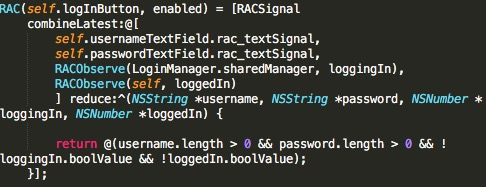 RAC(self.logInButton, enabled) = [RACSignal
combineLatest:@[
self.usernameTextField.rac_textSignal,
self.passwordTextField.rac_textSignal,
RACObserve(LoginManager.sharedManager, loggingIn),
RACObserve(self, loggedIn)
] reduce:^(NSString *username, NSString *password, NSNumber *
loggingIn, NSNumber *loggedIn) {
return @(username.length > 0 && password.length > 0 && !
loggingIn.boolValue && !loggedIn.boolValue);
}];